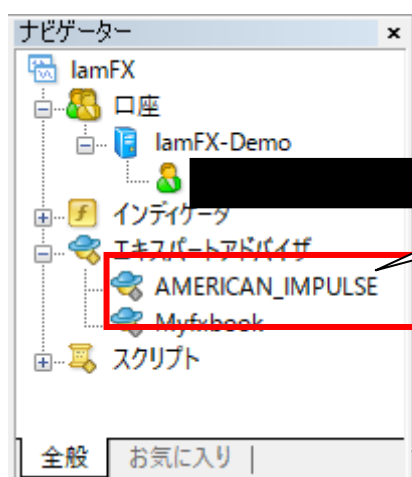 ナビゲーター
IamFX
口座
IamFX-Demo
インディケータ
エキスパートアドバイザ
AMERICAN_IMPULSE
Myfxbook
スクリプト
全般 お気に入り